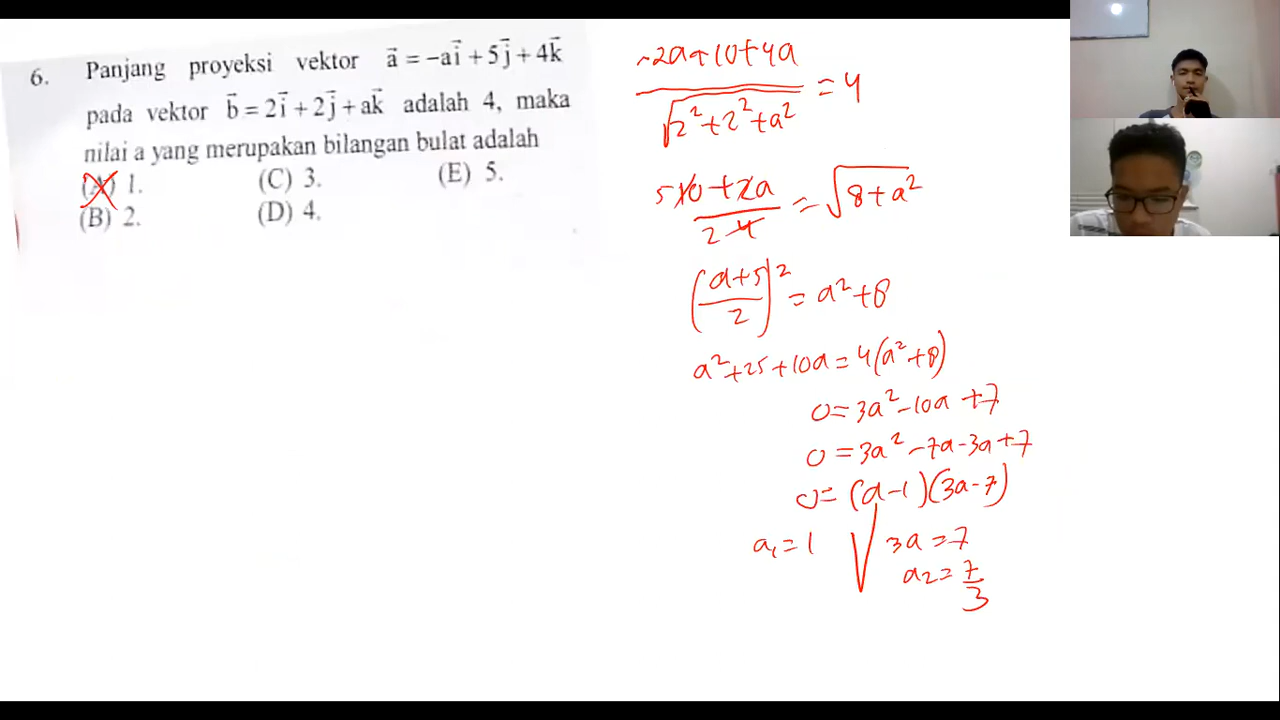 6. Panjang proyeksi vektor a⃗ = -ai⃗ + 5j⃗ + 4k⃗
pada vektor b⃗ = 2i⃗ + 2j⃗ + ak⃗ adalah 4, maka
nilai a yang merupakan bilangan bulat adalah
(A) 1. (C) 3. (E) 5.
(B) 2. (D) 4.
-2a+10+4a / √2²+2²+a² = 4
5 10 + 2a / 2 4 = √8+a²
(a+5 / 2)² = a²+8
a²+25+10a = 4(a²+8)
0=3a²-10a+7
0=3a²-7a-3a+7
0=(a-1)(3a-7)
a₁=1 V 3a=7
a₂=7/3